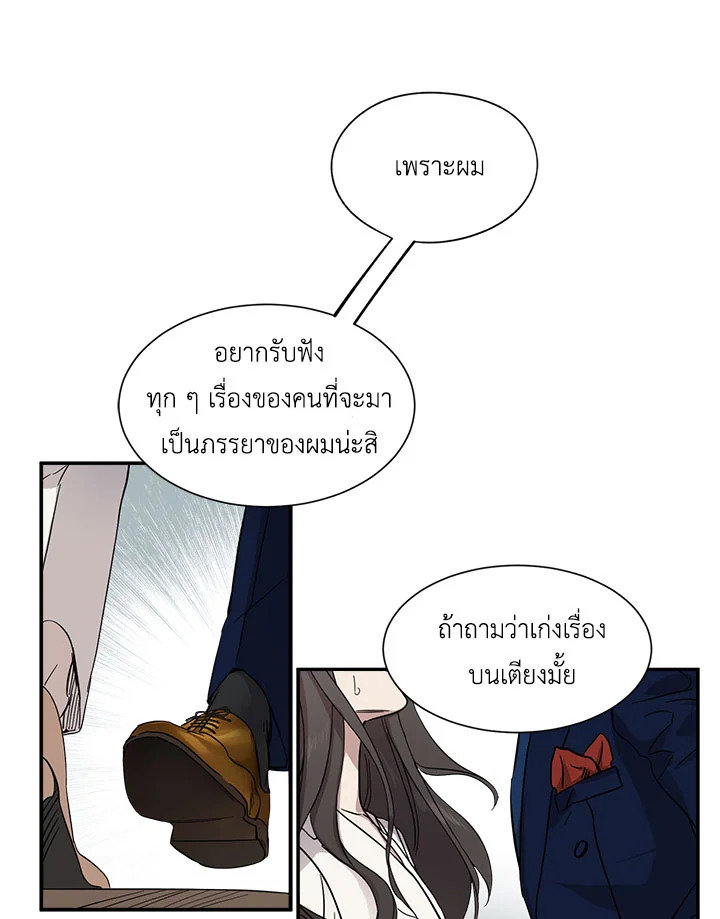 เพราะผม
อยากรับฟัง
ทุก ๆ เรื่องของคนที่จะมา
เป็นภรรยาของผมน่ะสิ
ถ้าถามว่าเก่งเรื่อง
บนเตียงมั้ย